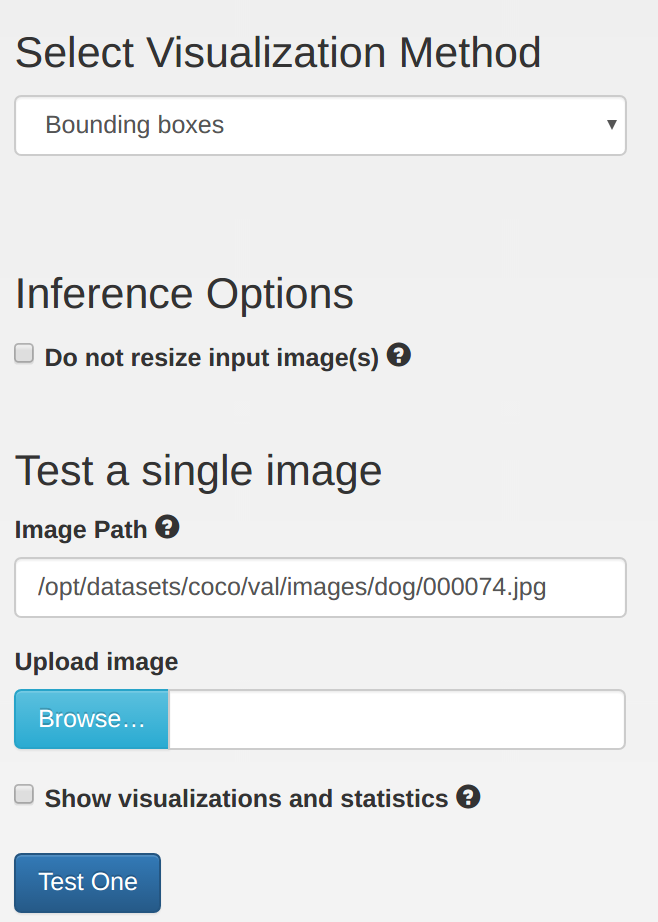 Select Visualization Method
Bounding boxes
Inference Options
Do not resize input image(s)
Test a single image
Image Path
/opt/datasets/coco/val/images/dog/000074.jpg
Upload image
Browse…
Show visualizations and statistics
Test One